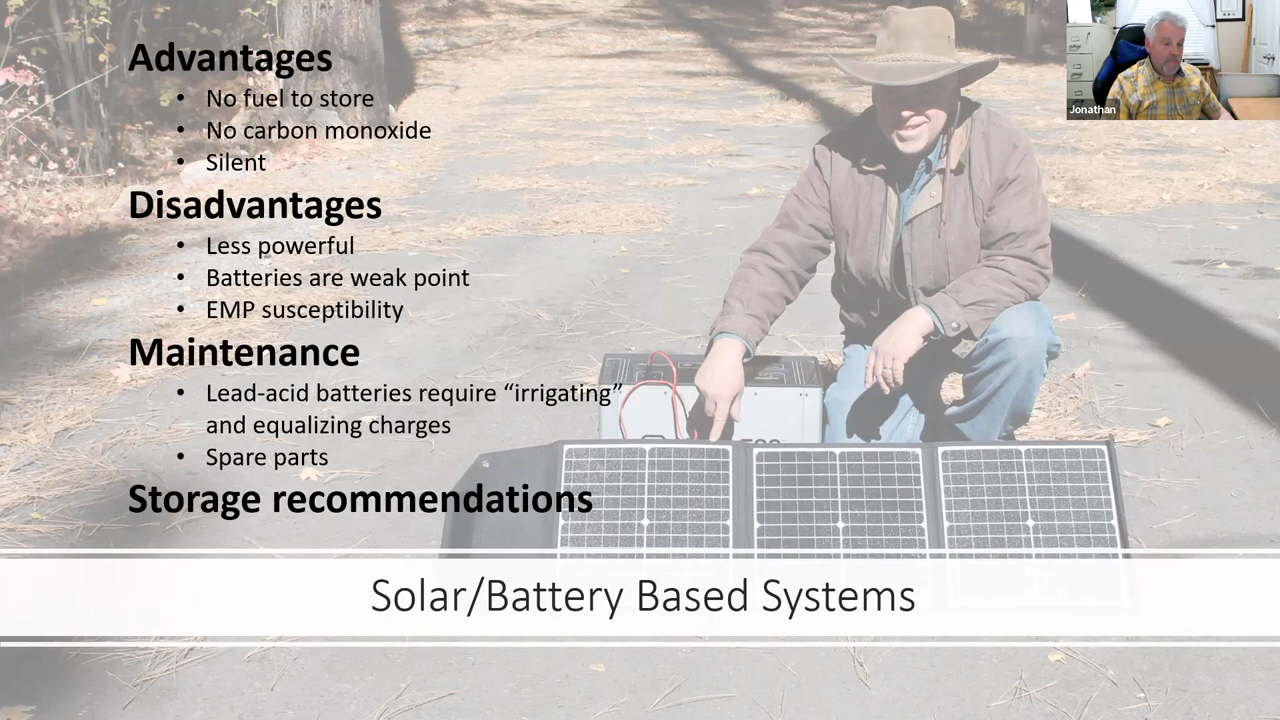 Advantages
• No fuel to store
• No carbon monoxide
• Silent
Disadvantages
• Less powerful
• Batteries are weak point
• EMP susceptibility
Maintenance
• Lead-acid batteries require “irrigating”
and equalizing charges
• Spare parts
Storage recommendations
Solar/Battery Based Systems
Jonathan